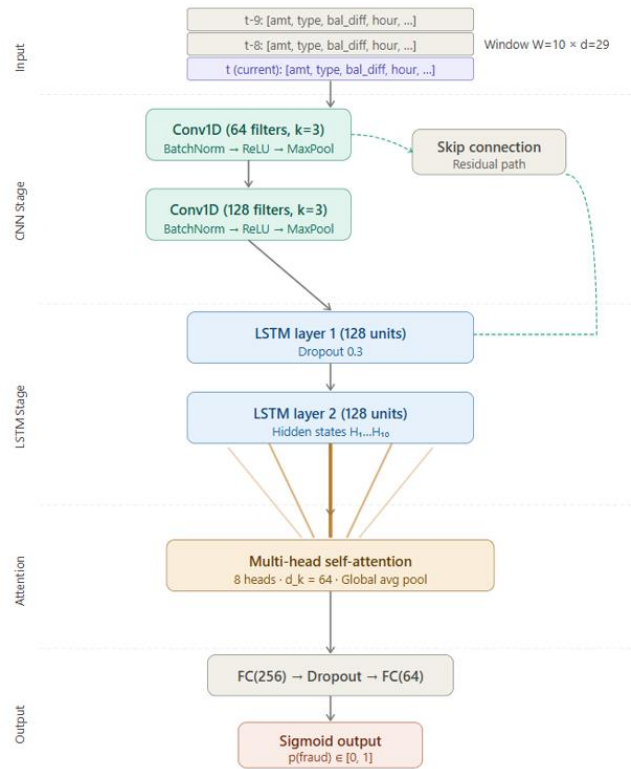 Input
t-9: [amt, type, bal_diff, hour, ...]
t-8: [amt, type, bal_diff, hour, ...]
t (current): [amt, type, bal_diff, hour, ...]
Window W=10 × d=29
CNN Stage
Conv1D (64 filters, k=3)
BatchNorm → ReLU → MaxPool
Skip connection
Residual path
Conv1D (128 filters, k=3)
BatchNorm → ReLU → MaxPool
LSTM Stage
LSTM layer 1 (128 units)
Dropout 0.3
LSTM layer 2 (128 units)
Hidden states H₁...H₁₀
Attention
Multi-head self-attention
8 heads · d_k = 64 · Global avg pool
Output
FC(256) → Dropout → FC(64)
Sigmoid output
p(fraud) ∈ [0, 1]